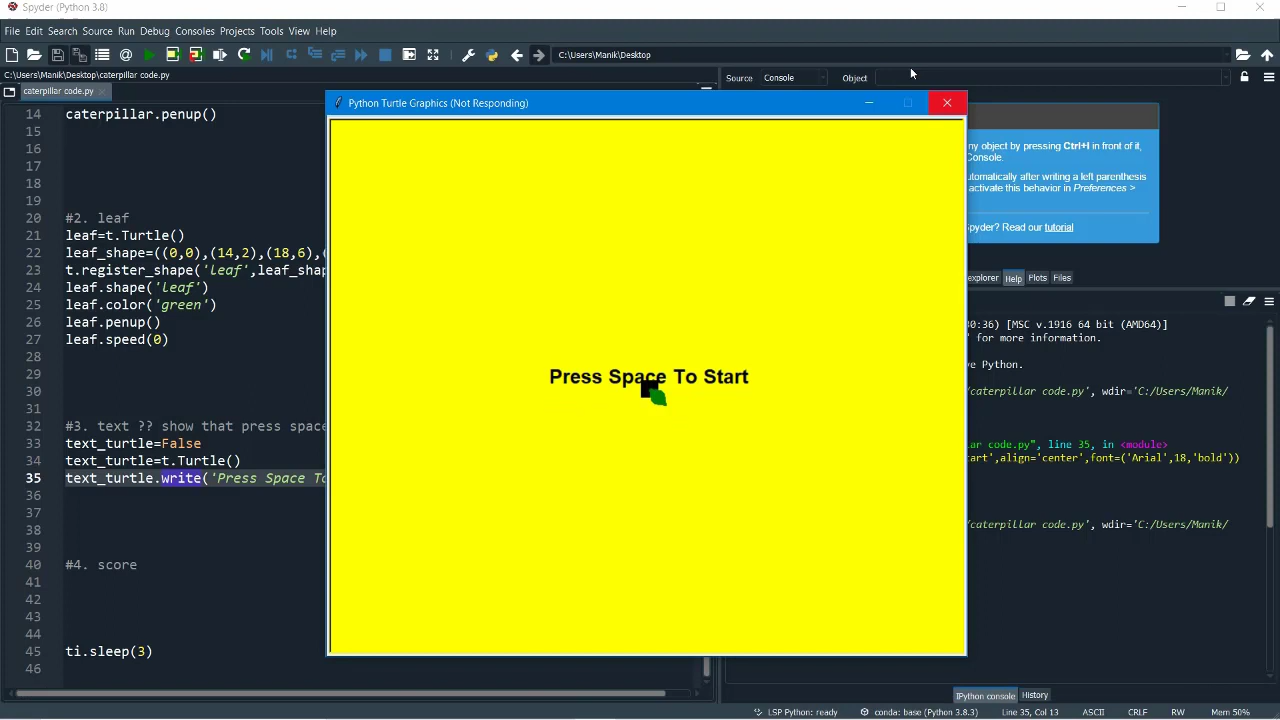 Spyder (Python 3.8)
File Edit Search Source Run Debug Consoles Projects Tools View Help
C:\Users\Manik\Desktop
C:\Users\Manik\Desktop\caterpillar code.py
Source Console Object
caterpillar code.py
Python Turtle Graphics (Not Responding)
14 caterpillar.penup()
15
16
17
18
19
20 #2. leaf
21 leaf=t.Turtle()
22 leaf_shape=((0,0),(14,2),(18,6),(
23 t.register_shape('leaf',leaf_shap
24 leaf.shape('leaf')
25 leaf.color('green')
26 leaf.penup()
27 leaf.speed(0)
28
29
30
31
32 #3. text ?? show that press space
33 text_turtle=False
34 text_turtle=t.Turtle()
35 text_turtle.write('Press Space To
36
37
38
39
40 #4. score
41
42
43
44
45 ti.sleep(3)
46
Press Space To Start
ny object by pressing Ctrl+I in front of it,
Console.
utomatically after writing a left parenthesis
activate this behavior in Preferences >
Spyder? Read our tutorial
explorer Help Plots Files
30:36) [MSC v.1916 64 bit (AMD64)]
" for more information.
ve Python.
/caterpillar code.py', wdir='C:/Users/Manik/
lar code.py", line 35, in <module>
art',align='center',font=('Arial',18,'bold'))
/caterpillar code.py', wdir='C:/Users/Manik/
IPython console History
LSP Python: ready conda: base (Python 3.8.3) Line 35, Col 13 ASCII CRLF RW Mem 50%